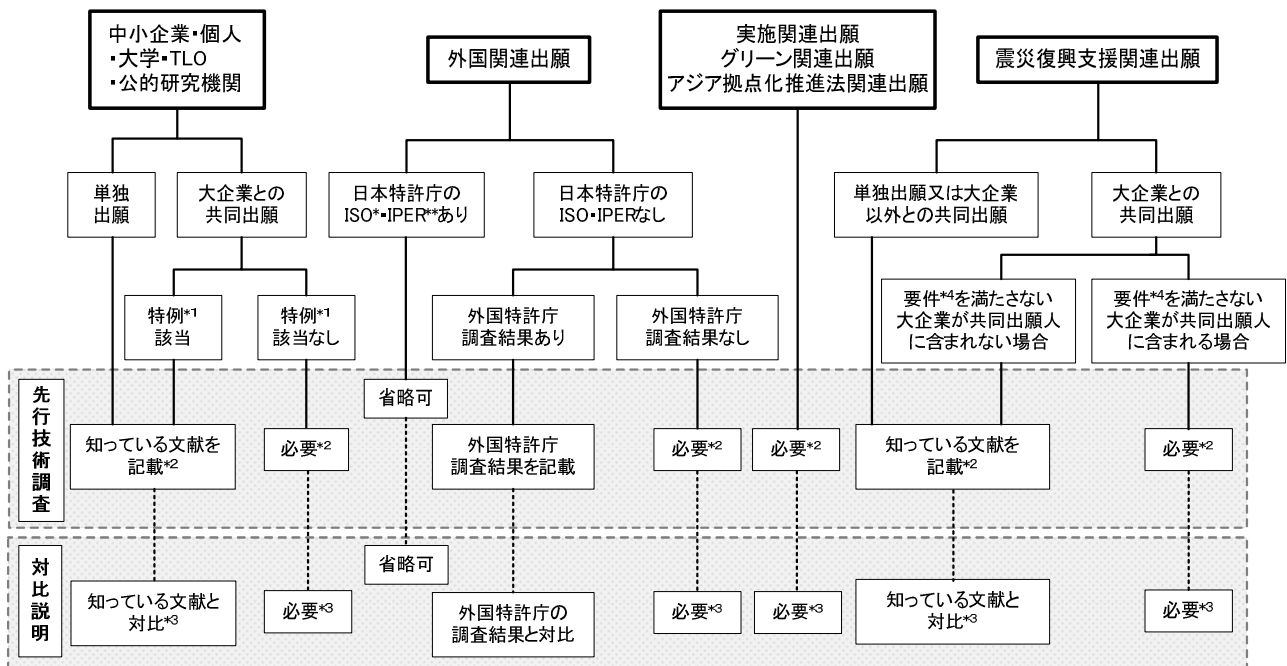 中小企業・個人
・大学・TLO
・公的研究機関
外国関連出願
実施関連出願
グリーン関連出願
アジア拠点化推進法関連出願
震災復興支援関連出願
単独
出願
大企業との
共同出願
日本特許庁の
ISO*・IPER**あり
日本特許庁の
ISO・IPERなし
単独出願又は大企業
以外との共同出願
大企業との
共同出願
特例*1
該当
特例*1
該当なし
外国特許庁
調査結果あり
外国特許庁
調査結果なし
要件*4を満たさない
大企業が共同出願人
に含まれない場合
要件*4を満たさない
大企業が共同出願人
に含まれる場合
先行技術調査
省略可
知っている文献を
記載*2
必要*2
外国特許庁
調査結果を記載
必要*2
必要*2
知っている文献を
記載*2
必要*2
対比説明
省略可
知っている文献と
対比*3
必要*3
外国特許庁の
調査結果と対比
必要*3
必要*3
知っている文献と
対比*3
必要*3